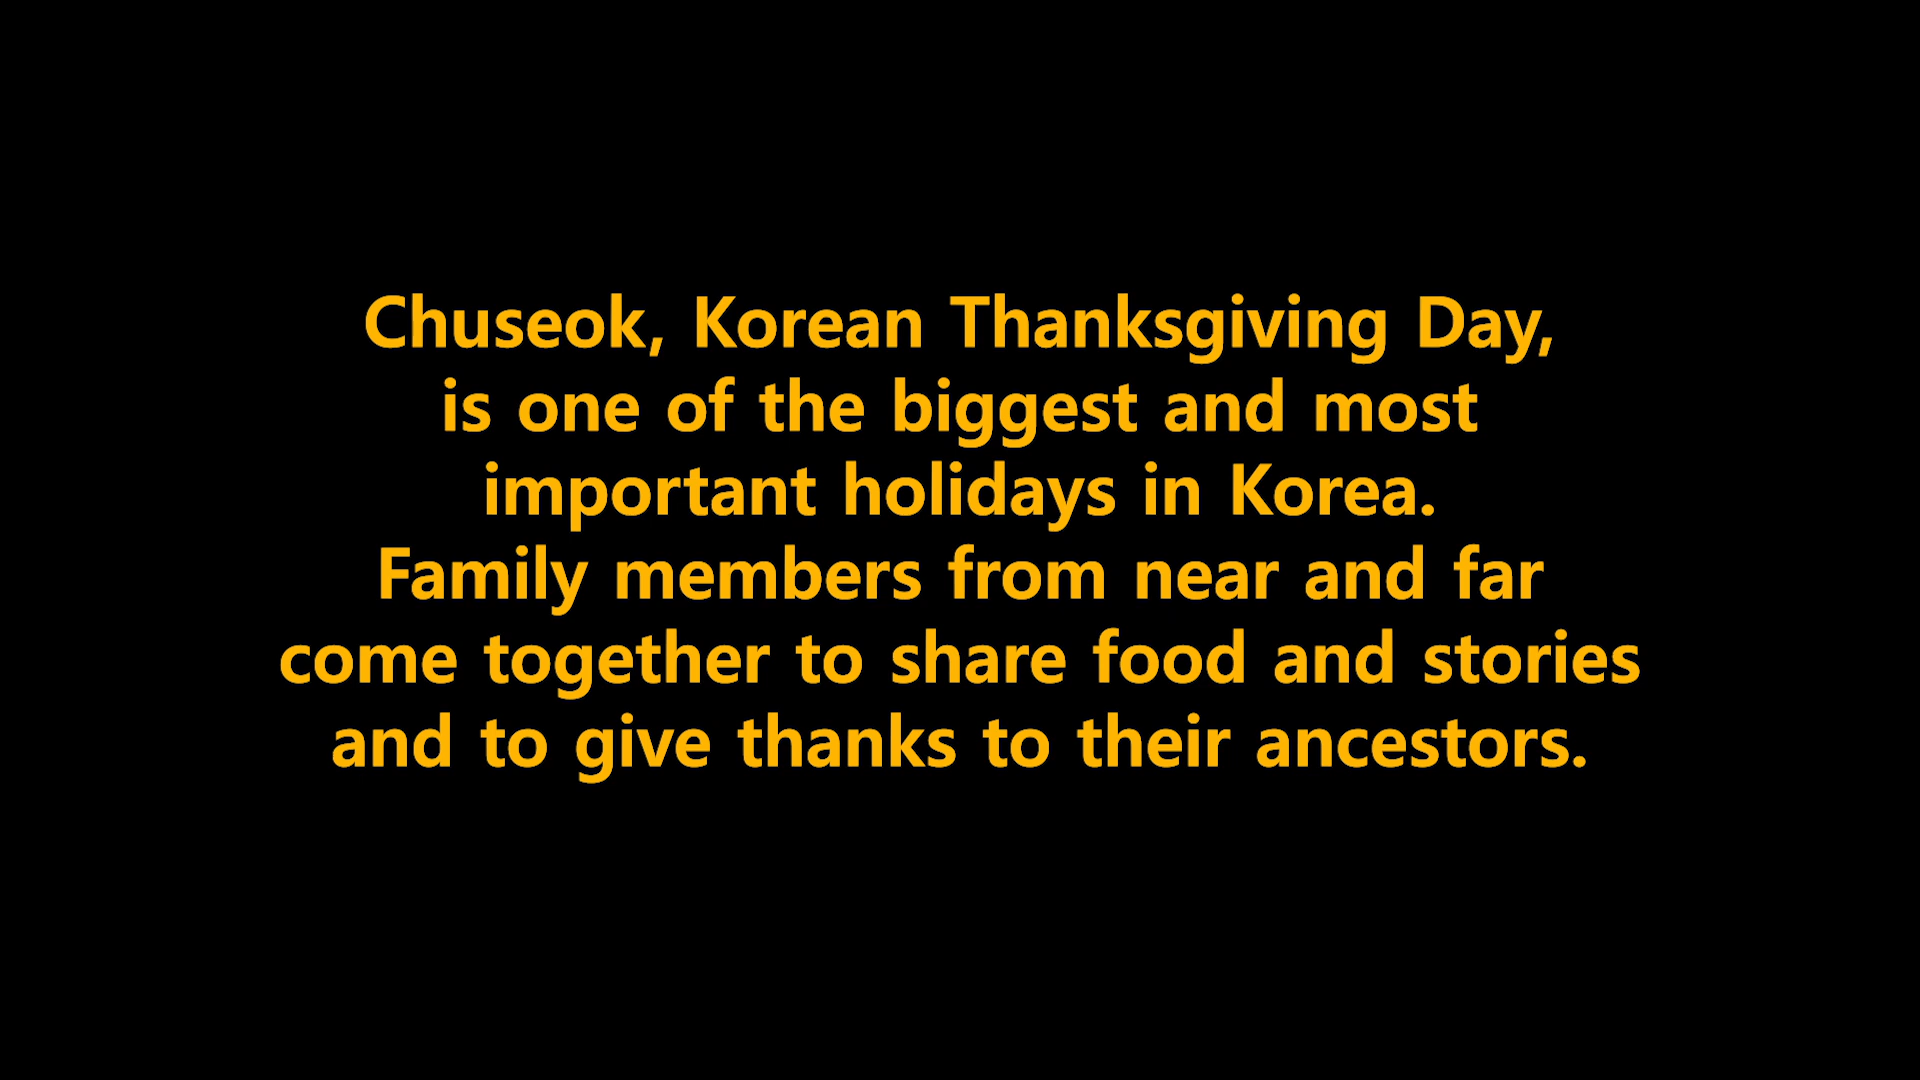 Chuseok, Korean Thanksgiving Day,
is one of the biggest and most
important holidays in Korea.
Family members from near and far
come together to share food and stories
and to give thanks to their ancestors.